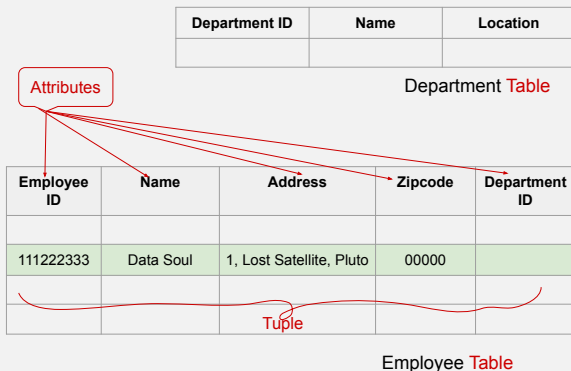 Department ID Name Location
Department Table
Attributes
Employee ID Name Address Zipcode Department ID
111222333 Data Soul 1, Lost Satellite, Pluto 00000
Tuple
Employee Table